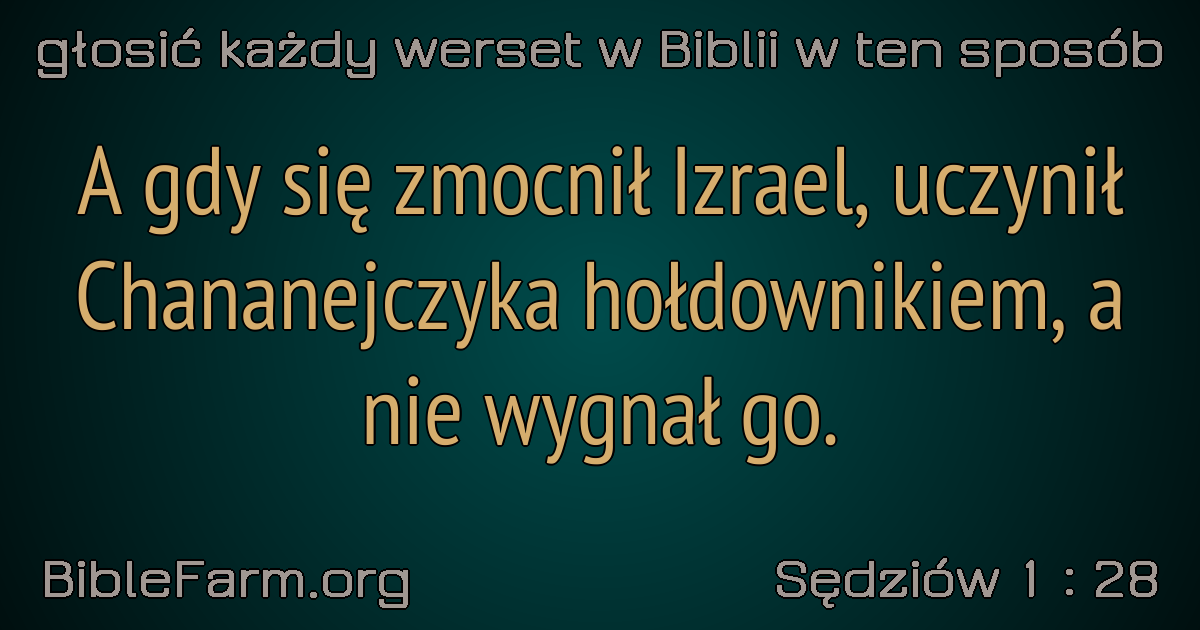 głosić każdy werset w Biblii w ten sposób
A gdy się zmocnił Izrael, uczynił
Chananejczyka hołdownikiem, a
nie wygnał go.
BibleFarm.org
Sędziów 1 : 28